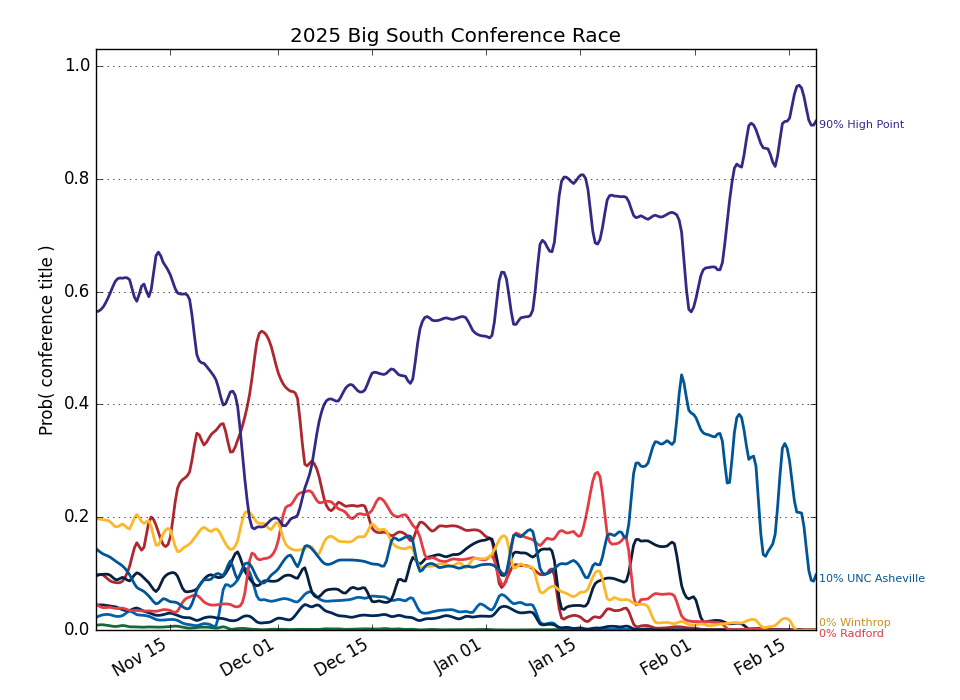 2025 Big South Conference Race
Prob( conference title )
1.0
0.8
0.6
0.4
0.2
0.0
90% High Point
10% UNC Asheville
0% Winthrop
0% Radford
Nov 15
Dec 01
Dec 15
Jan 01
Jan 15
Feb 01
Feb 15